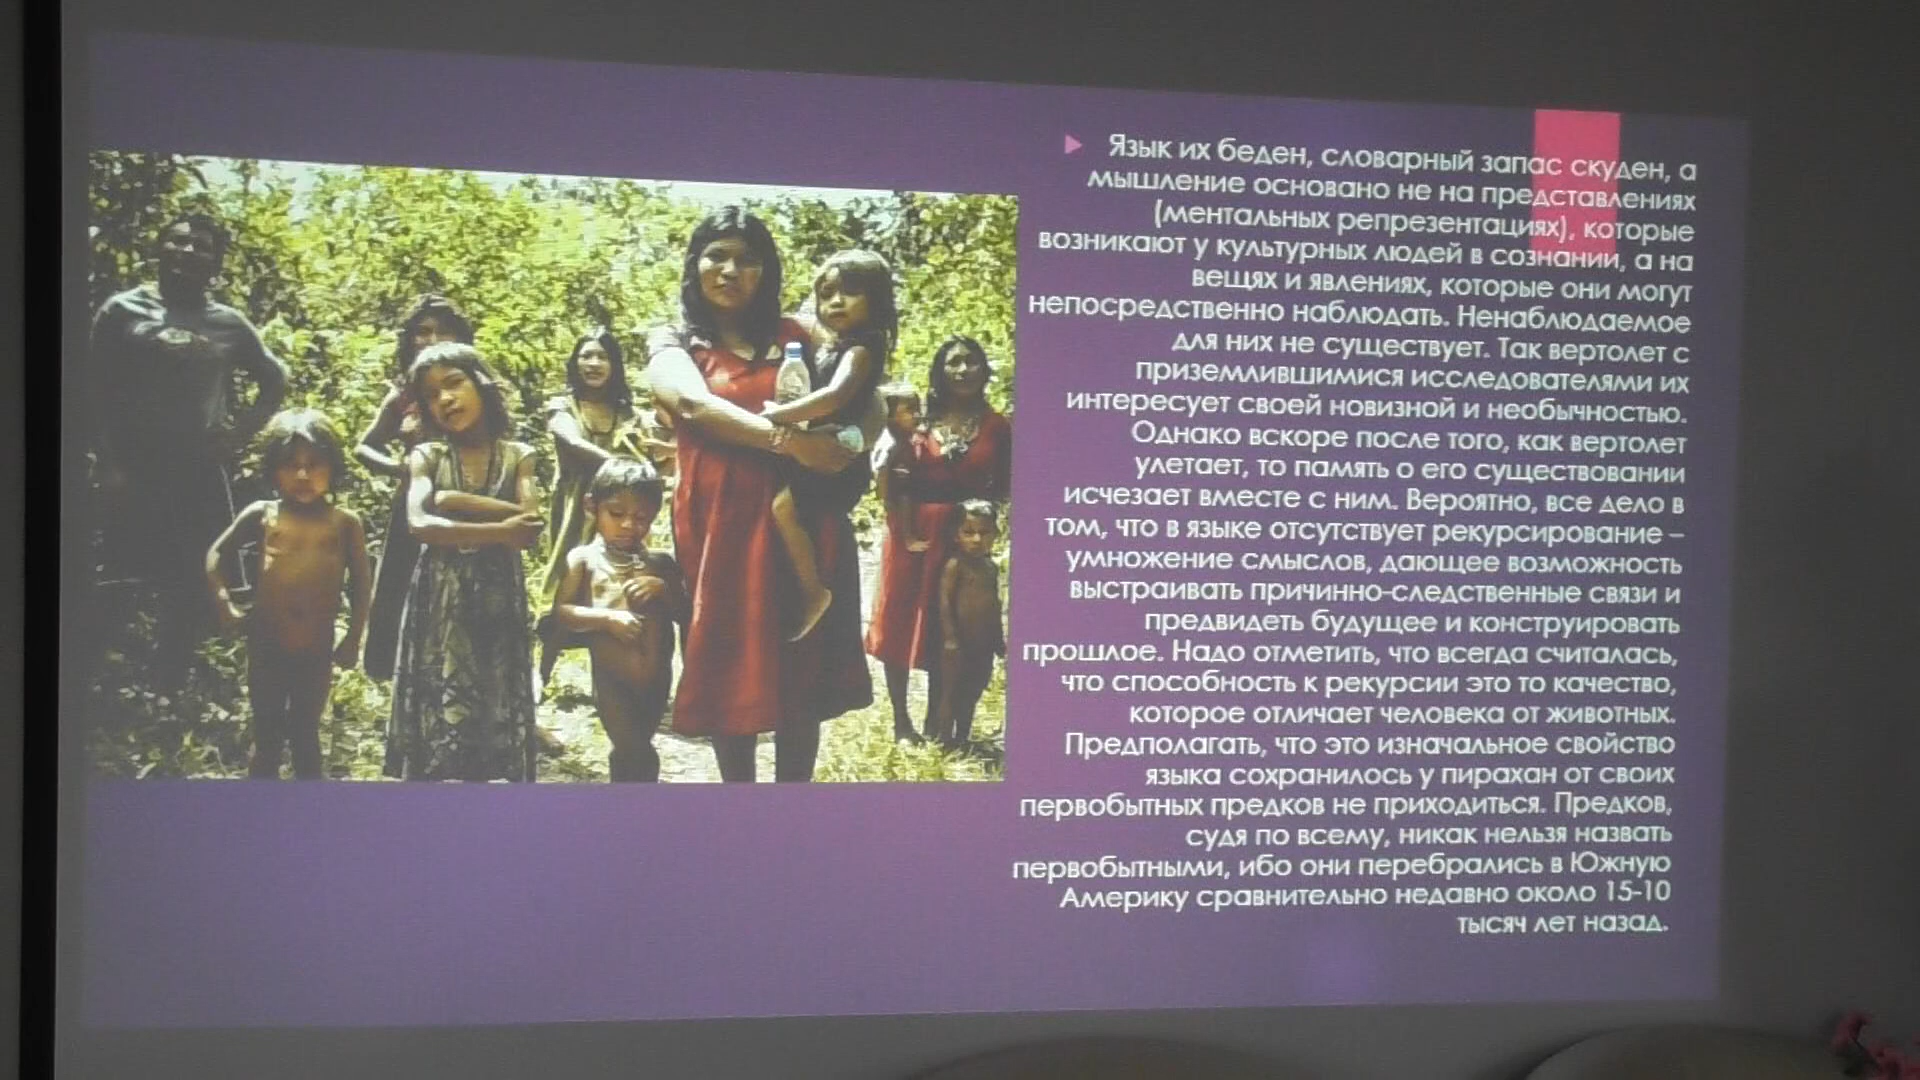 Язык их беден, словарный запас скуден, а
мышление основано не на представлениях
(ментальных репрезентациях), которые
возникают у культурных людей в сознании, а на
вещях и явлениях, которые они могут
непосредственно наблюдать. Ненаблюдаемое
для них не существует. Так вертолет с
приземлившимися исследователями их
интересует своей новизной и необычностью.
Однако вскоре после того, как вертолет
улетает, то память о его существовании
исчезает вместе с ним. Вероятно, все дело в
том, что в языке отсутствует рекурсирование –
умножение смыслов, дающее возможность
выстраивать причинно-следственные связи и
предвидеть будущее и конструировать
прошлое. Надо отметить, что всегда считалась,
что способность к рекурсии это то качество,
которое отличает человека от животных.
Предполагать, что это изначальное свойство
языка сохранилось у пирахан от своих
первобытных предков не приходиться. Предков,
судя по всему, никак нельзя назвать
первобытными, ибо они перебрались в Южную
Америку сравнительно недавно около 15-10
тысяч лет назад.